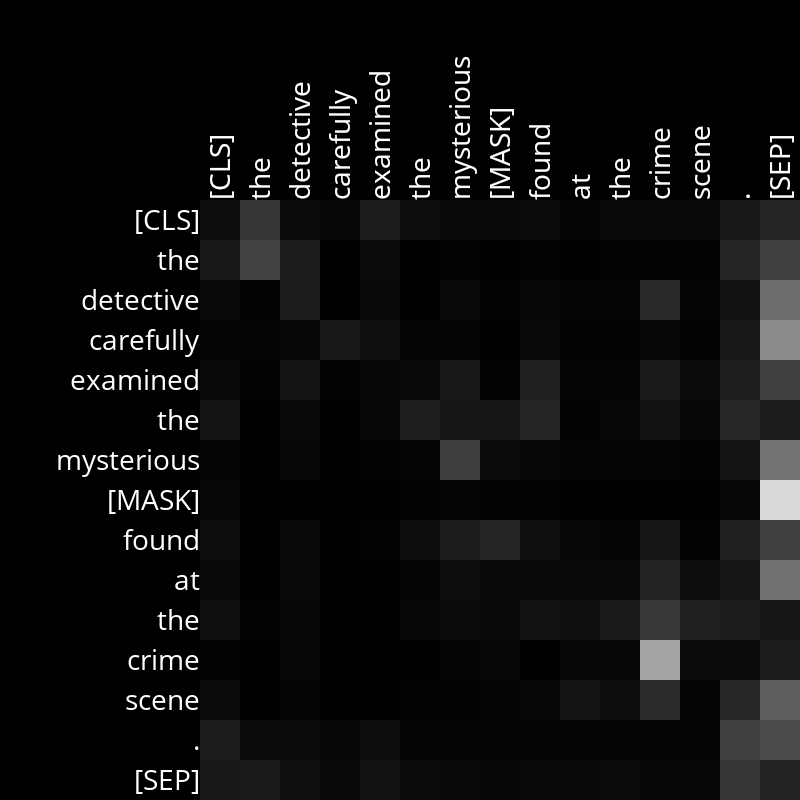 [CLS] the detective carefully examined the mysterious [MASK] found at the crime scene . [SEP]
[CLS]
the
detective
carefully
examined
the
mysterious
[MASK]
found
at
the
crime
scene
.
[SEP]